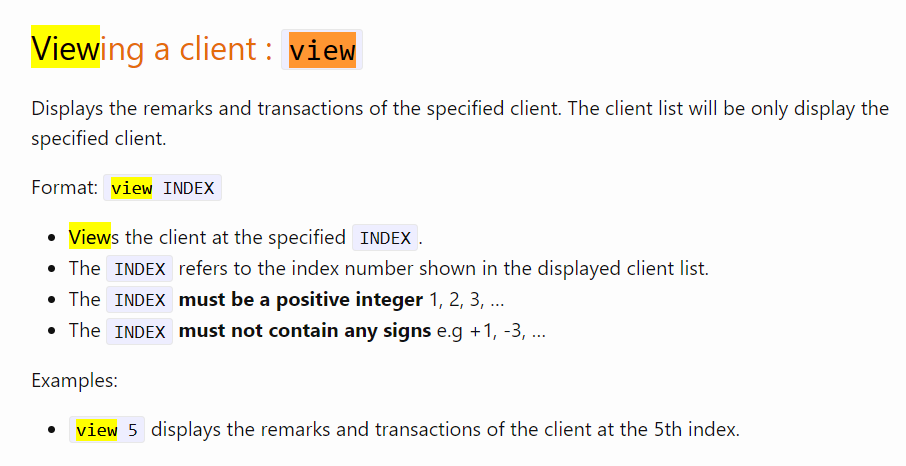 Viewing a client : view
Displays the remarks and transactions of the specified client. The client list will be only display the
specified client.
Format: view INDEX
• Views the client at the specified INDEX.
• The INDEX refers to the index number shown in the displayed client list.
• The INDEX must be a positive integer 1, 2, 3, …
• The INDEX must not contain any signs e.g +1, -3, …
Examples:
• view 5 displays the remarks and transactions of the client at the 5th index.